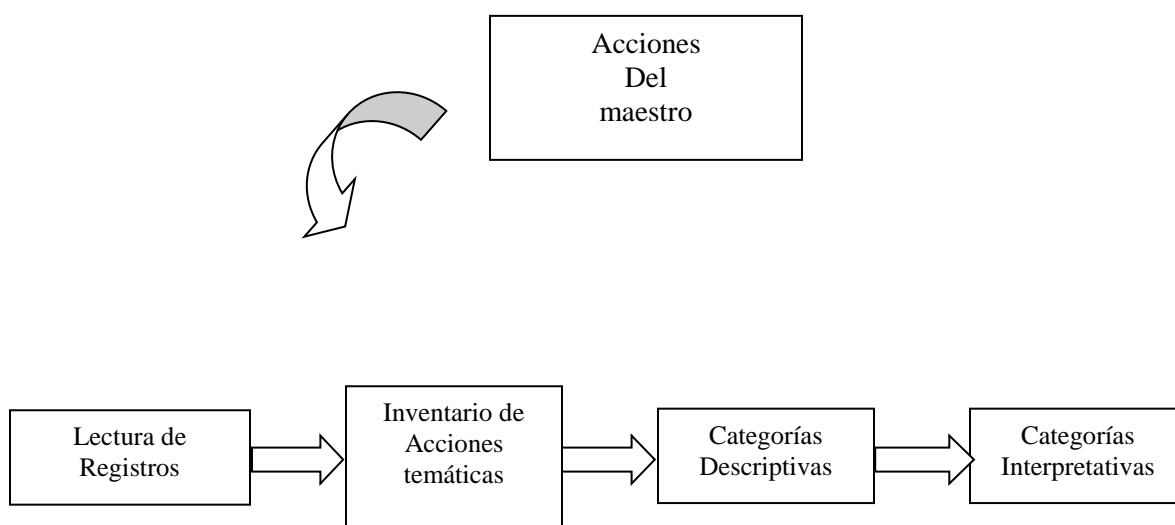 Acciones
Del
maestro
Lectura de
Registros
Inventario de
Acciones
temáticas
Categorías
Descriptivas
Categorías
Interpretativas